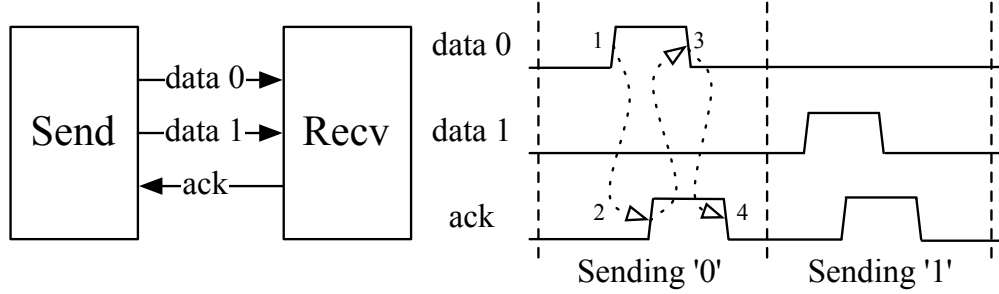 Send
data 0
data 1
ack
Recv
data 0
1
3
data 1
ack
2
4
Sending '0'
Sending '1'